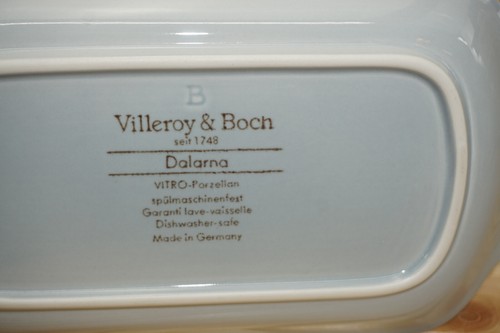 B
Villeroy & Boch
seit 1748
Dalarna
VITRO-Porzellan
spülmaschinenfest
Garanti lave-vaisselle
Dishwasher-safe
Made in Germany